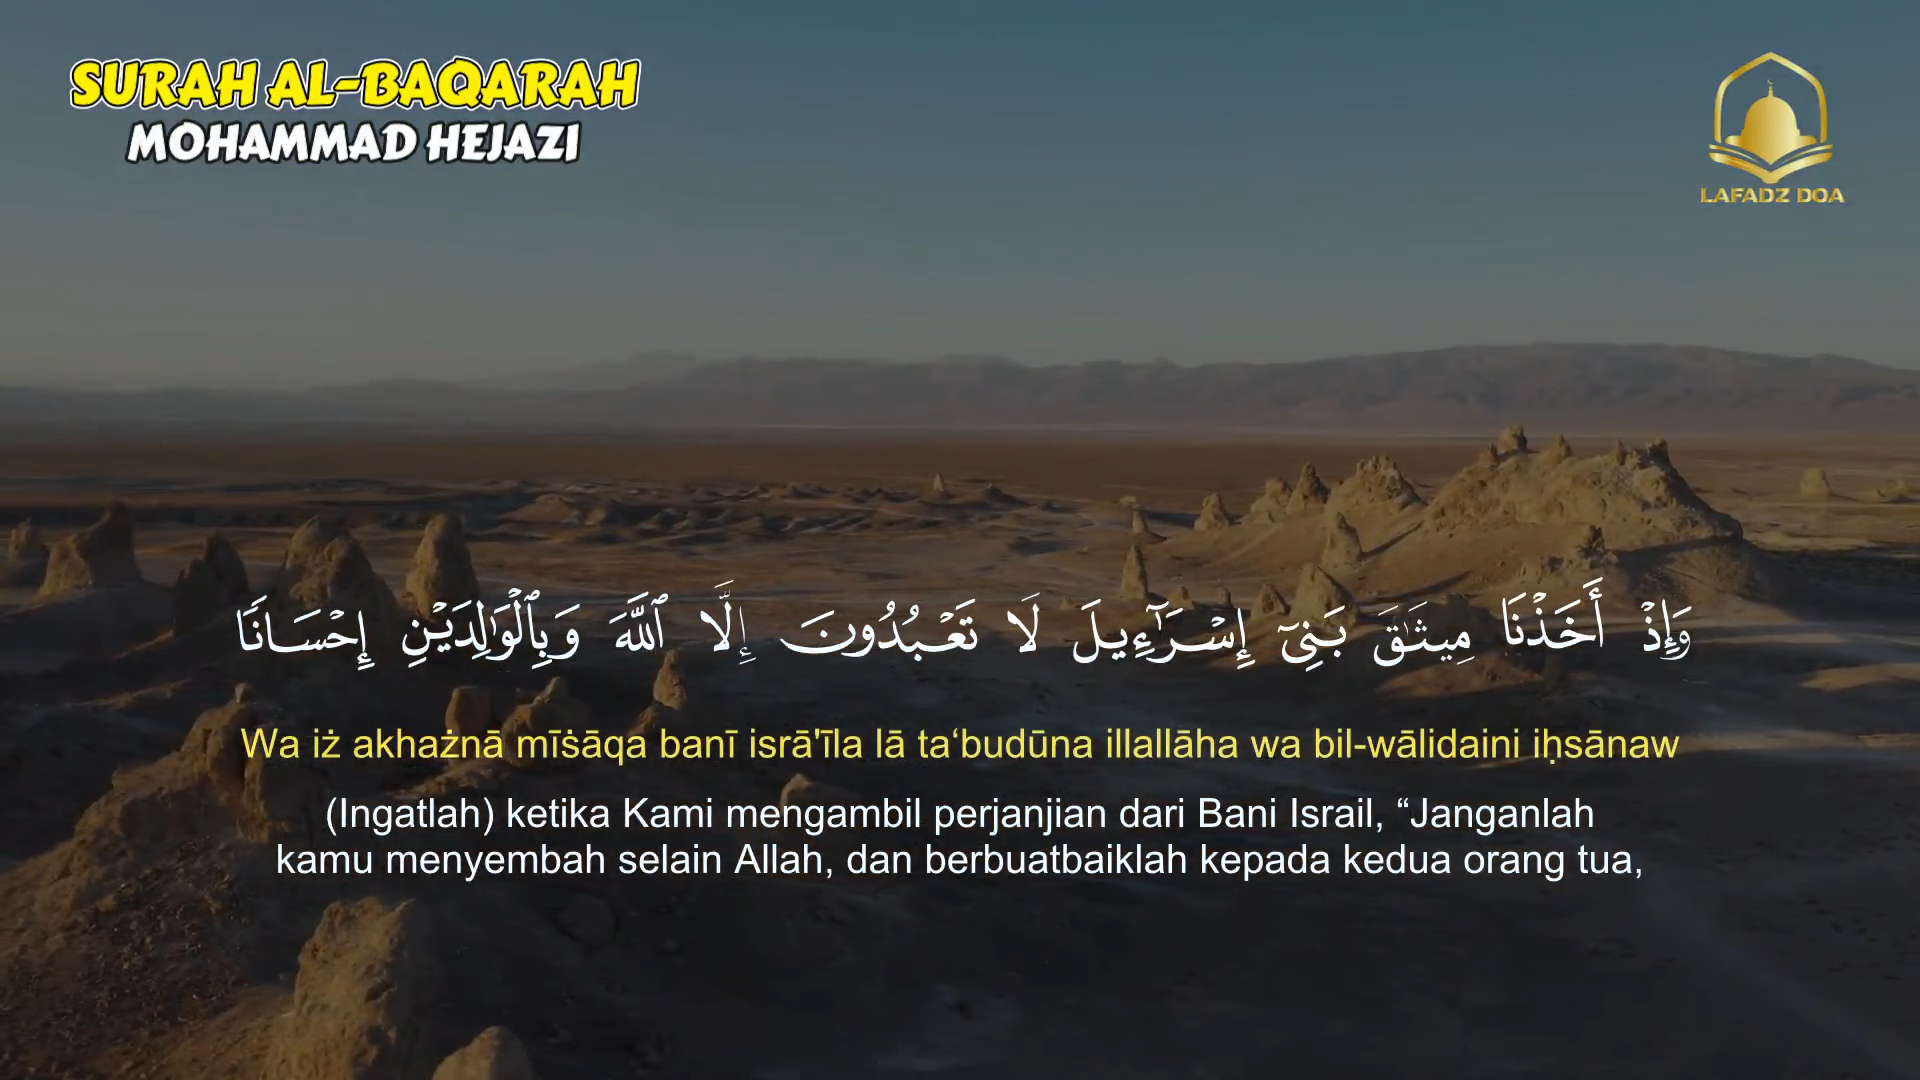 SURAH AL-BAQARAH
MOHAMMAD HEJAZI
LAFADZ DOA
وَإِذْ أَخَذْنَا مِيثَٰقَ بَنِىٓ إِسْرَٰٓءِيلَ لَا تَعْبُدُونَ إِلَّا ٱللَّهَ وَبِٱلْوَٰلِدَيْنِ إِحْسَانًا
Wa iż akhażnā mīṡāqa banī isrā'īla lā ta‘budūna illallāha wa bil-wālidaini iḥsānaw
(Ingatlah) ketika Kami mengambil perjanjian dari Bani Israil, “Janganlah
kamu menyembah selain Allah, dan berbuatbaiklah kepada kedua orang tua,